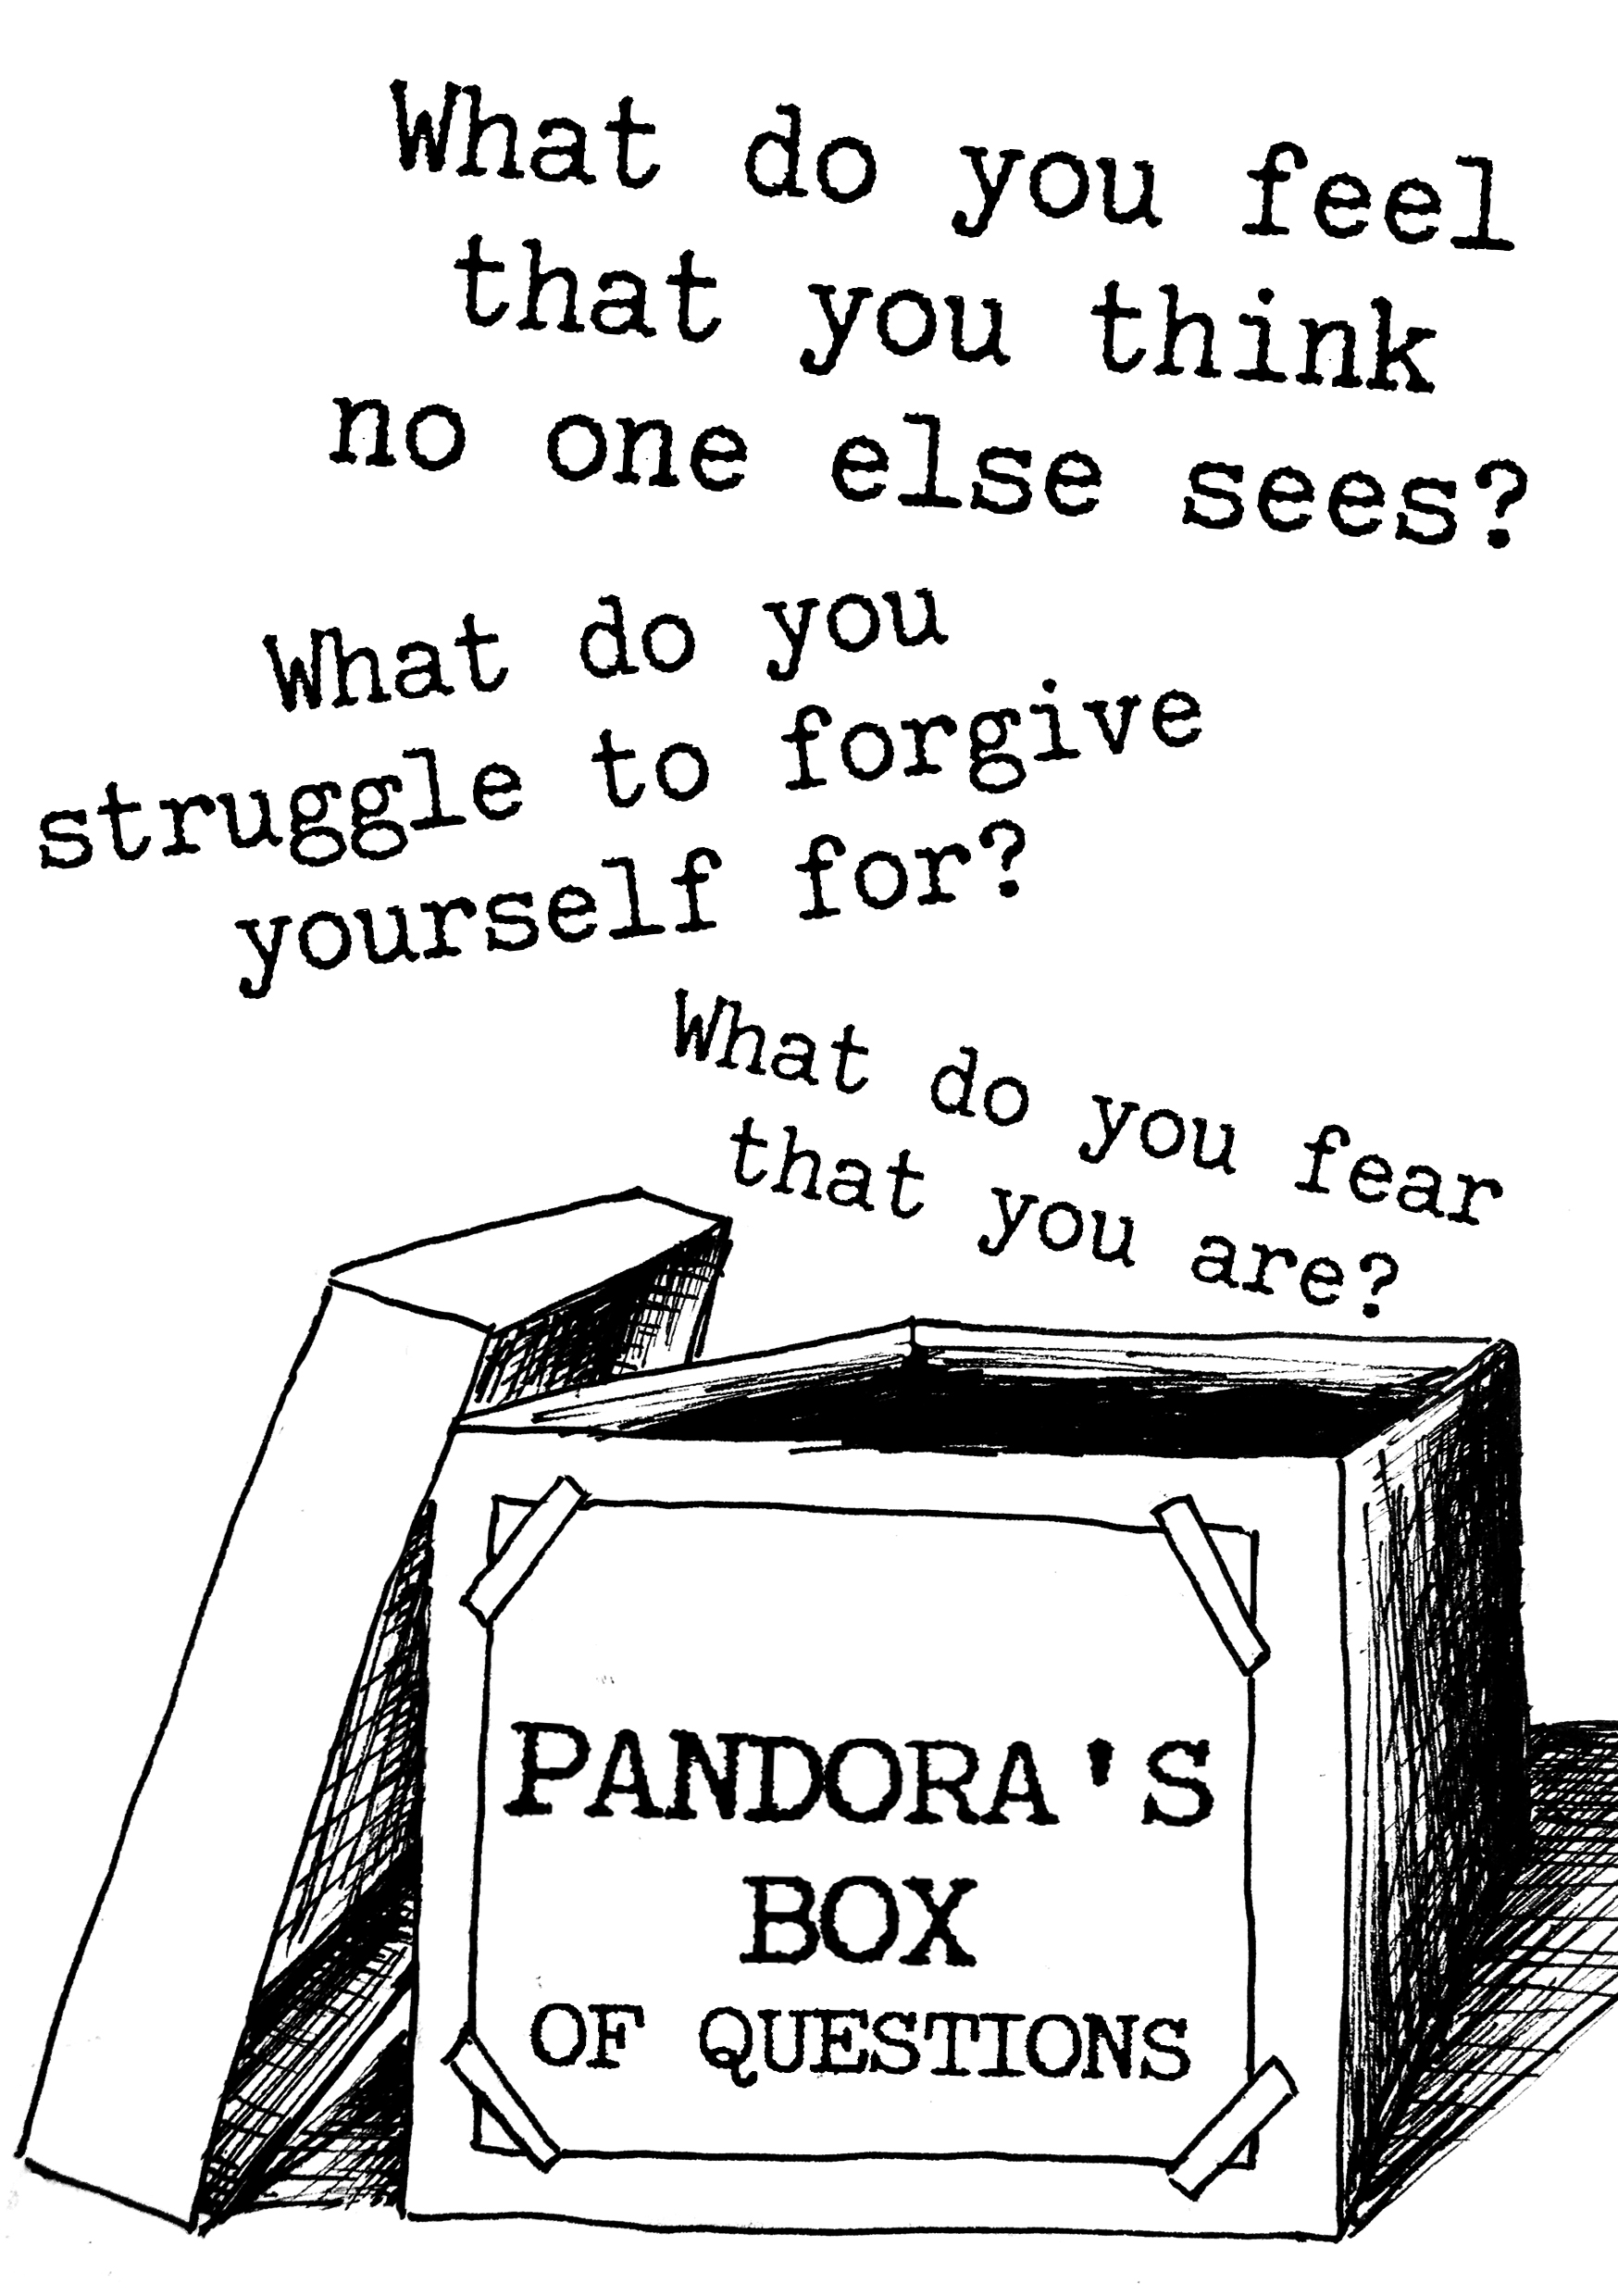 What do you feel
that you think
no one else sees?
What do you
struggle to forgive
yourself for?
What do you fear
that you are?
PANDORA'S
BOX
OF QUESTIONS